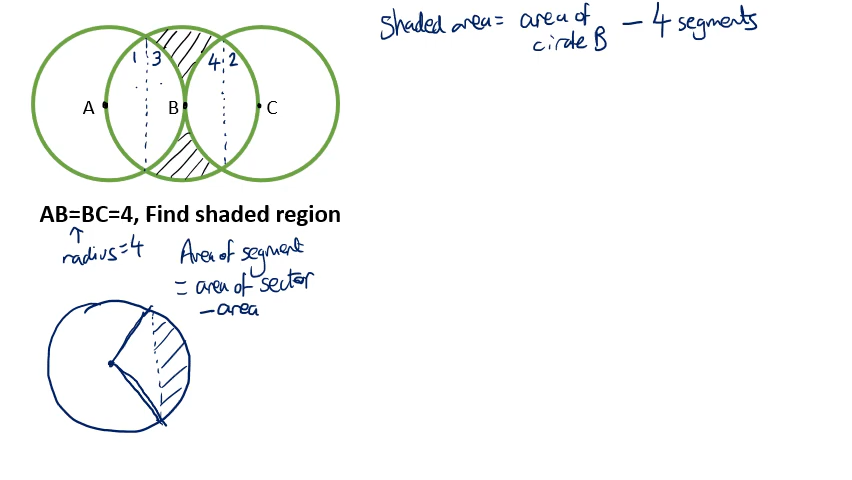 Shaded area = area of circle B - 4 segments
1 3 4 2
A B C
AB=BC=4, Find shaded region
↑
radius=4
Area of segment
= area of sector
- area